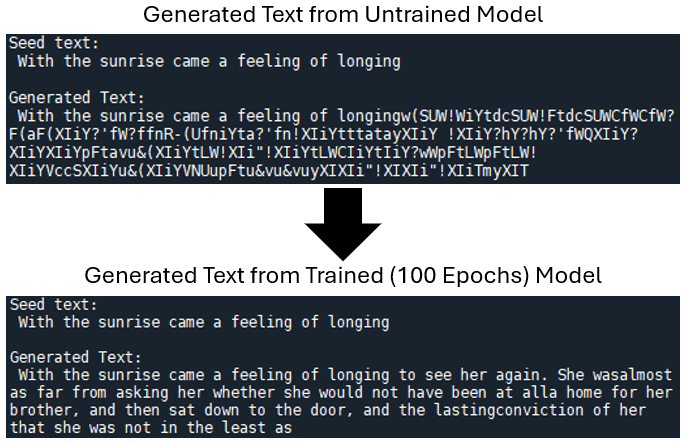 Generated Text from Untrained Model
Seed text:
With the sunrise came a feeling of longing
Generated Text:
With the sunrise came a feeling of longingw(SUW!WiYtdcSUW!FtdcSUWCfWCfW?
F(aF(XIiY?'fW?ffnR-(UfniYta?'fn!XIiYtttatayXIiY !XIiY?hY?hY?'fWQXIiY?
XIiYXIiYpFtavu&(XIiYtLW!XIi"!XIiYtLWCIiYtIiY?wWpFtLWpFtLW!
XIiYVccSXIiYu&(XIiYVNUupFtu&vu&vuyXIXIi"!XIXIi"!XIiTmyXIT
Generated Text from Trained (100 Epochs) Model
Seed text:
With the sunrise came a feeling of longing
Generated Text:
With the sunrise came a feeling of longing to see her again. She wasalmost
as far from asking her whether she would not have been at alla home for her
brother, and then sat down to the door, and the lastingconviction of her
that she was not in the least as